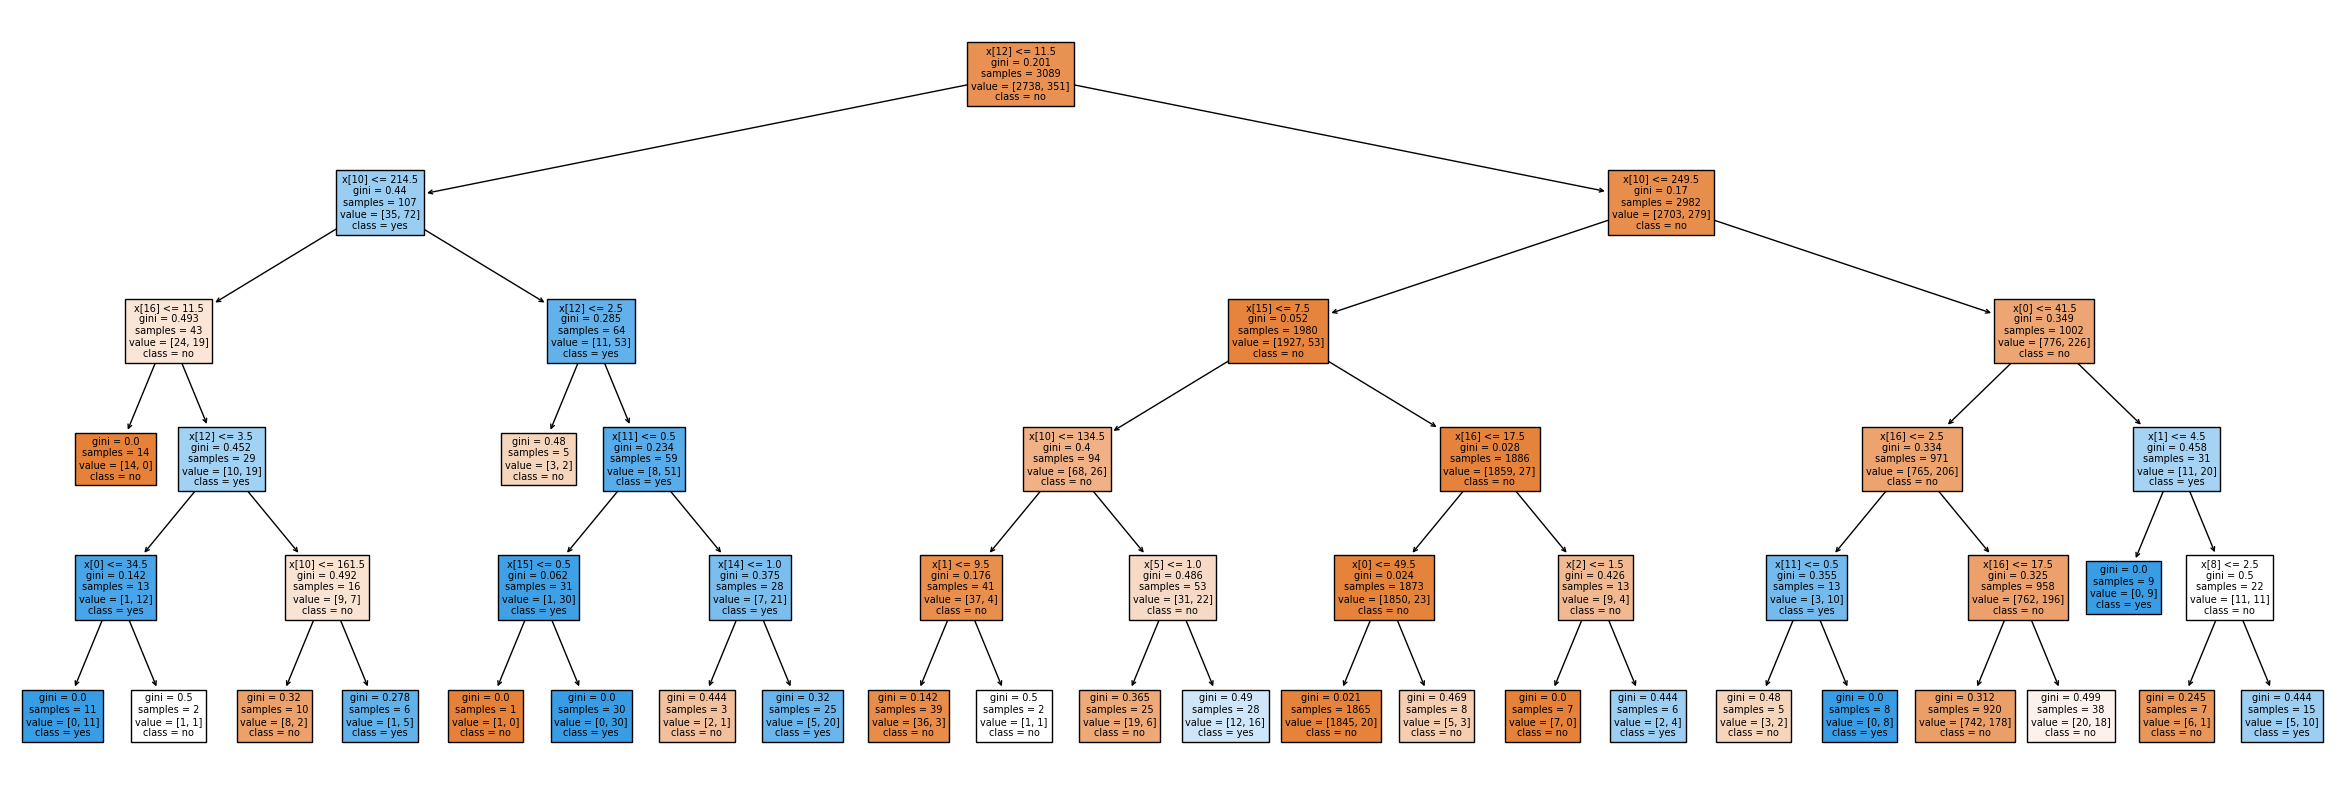 x[12] <= 11.5
gini = 0.201
samples = 3089
value = [2738, 351]
class = no
x[10] <= 214.5
gini = 0.44
samples = 107
value = [35, 72]
class = yes
x[10] <= 249.5
gini = 0.17
samples = 2982
value = [2703, 279]
class = no
x[16] <= 11.5
gini = 0.493
samples = 43
value = [24, 19]
class = no
x[12] <= 2.5
gini = 0.285
samples = 64
value = [11, 53]
class = yes
x[15] <= 7.5
gini = 0.052
samples = 1980
value = [1927, 53]
class = no
x[0] <= 41.5
gini = 0.349
samples = 1002
value = [776, 226]
class = no
gini = 0.0
samples = 14
value = [14, 0]
class = no
x[12] <= 3.5
gini = 0.452
samples = 29
value = [10, 19]
class = yes
gini = 0.48
samples = 5
value = [3, 2]
class = no
x[11] <= 0.5
gini = 0.234
samples = 59
value = [8, 51]
class = yes
x[10] <= 134.5
gini = 0.4
samples = 94
value = [68, 26]
class = no
x[16] <= 17.5
gini = 0.028
samples = 1886
value = [1859, 27]
class = no
x[16] <= 2.5
gini = 0.334
samples = 971
value = [765, 206]
class = no
x[1] <= 4.5
gini = 0.458
samples = 31
value = [11, 20]
class = yes
x[0] <= 34.5
gini = 0.142
samples = 13
value = [1, 12]
class = yes
x[10] <= 161.5
gini = 0.492
samples = 16
value = [9, 7]
class = no
x[15] <= 0.5
gini = 0.062
samples = 31
value = [1, 30]
class = yes
x[14] <= 1.0
gini = 0.375
samples = 28
value = [7, 21]
class = yes
x[1] <= 9.5
gini = 0.176
samples = 41
value = [37, 4]
class = no
x[5] <= 1.0
gini = 0.486
samples = 53
value = [31, 22]
class = no
x[0] <= 49.5
gini = 0.024
samples = 1873
value = [1850, 23]
class = no
x[2] <= 1.5
gini = 0.426
samples = 13
value = [9, 4]
class = no
x[11] <= 0.5
gini = 0.355
samples = 13
value = [3, 10]
class = yes
x[16] <= 17.5
gini = 0.325
samples = 958
value = [762, 196]
class = no
gini = 0.0
samples = 9
value = [0, 9]
class = yes
x[8] <= 2.5
gini = 0.5
samples = 22
value = [11, 11]
class = no
gini = 0.0
samples = 11
value = [0, 11]
class = yes
gini = 0.5
samples = 2
value = [1, 1]
class = no
gini = 0.32
samples = 10
value = [8, 2]
class = no
gini = 0.278
samples = 6
value = [1, 5]
class = yes
gini = 0.0
samples = 1
value = [1, 0]
class = no
gini = 0.0
samples = 30
value = [0, 30]
class = yes
gini = 0.444
samples = 3
value = [2, 1]
class = no
gini = 0.32
samples = 25
value = [5, 20]
class = yes
gini = 0.142
samples = 39
value = [36, 3]
class = no
gini = 0.5
samples = 2
value = [1, 1]
class = no
gini = 0.365
samples = 25
value = [19, 6]
class = no
gini = 0.49
samples = 28
value = [12, 16]
class = yes
gini = 0.021
samples = 1865
value = [1845, 20]
class = no
gini = 0.469
samples = 8
value = [5, 3]
class = no
gini = 0.0
samples = 7
value = [7, 0]
class = no
gini = 0.444
samples = 6
value = [2, 4]
class = yes
gini = 0.48
samples = 5
value = [3, 2]
class = no
gini = 0.0
samples = 8
value = [0, 8]
class = yes
gini = 0.312
samples = 920
value = [742, 178]
class = no
gini = 0.499
samples = 38
value = [20, 18]
class = no
gini = 0.245
samples = 7
value = [6, 1]
class = no
gini = 0.444
samples = 15
value = [5, 10]
class = yes